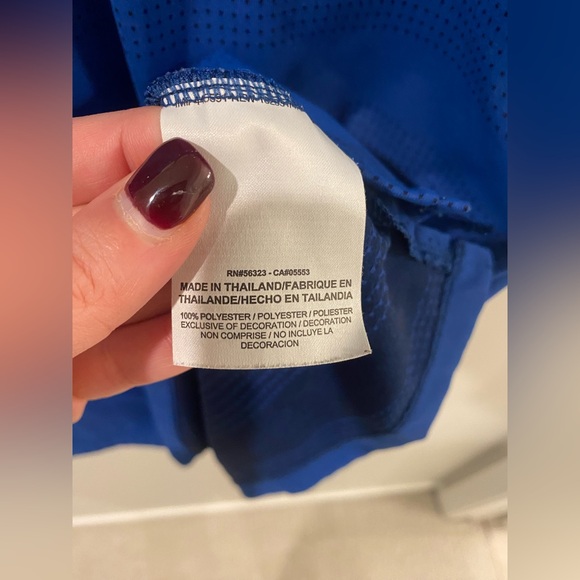 RN#56323 - CA#05553
MADE IN THAILAND/FABRIQUE EN
THAILANDE/HECHO EN TAILANDIA
100% POLYESTER / POLYESTER / POLIESTER
EXCLUSIVE OF DECORATION / DECORATION
NON COMPRISE / NO INCLUYE LA
DECORACION